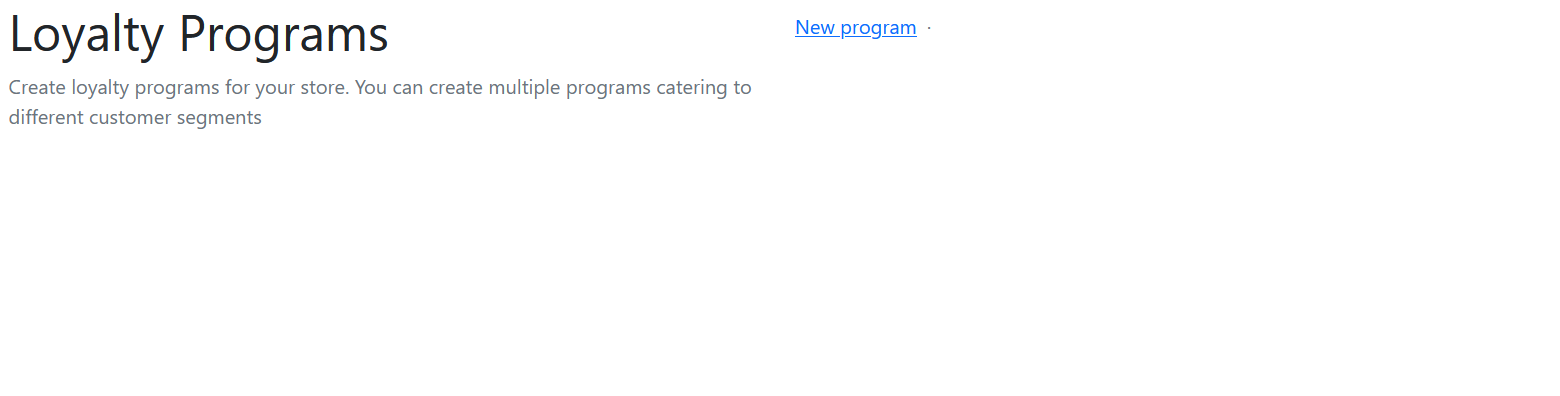 Loyalty Programs
Create loyalty programs for your store. You can create multiple programs catering to
different customer segments
New program ·